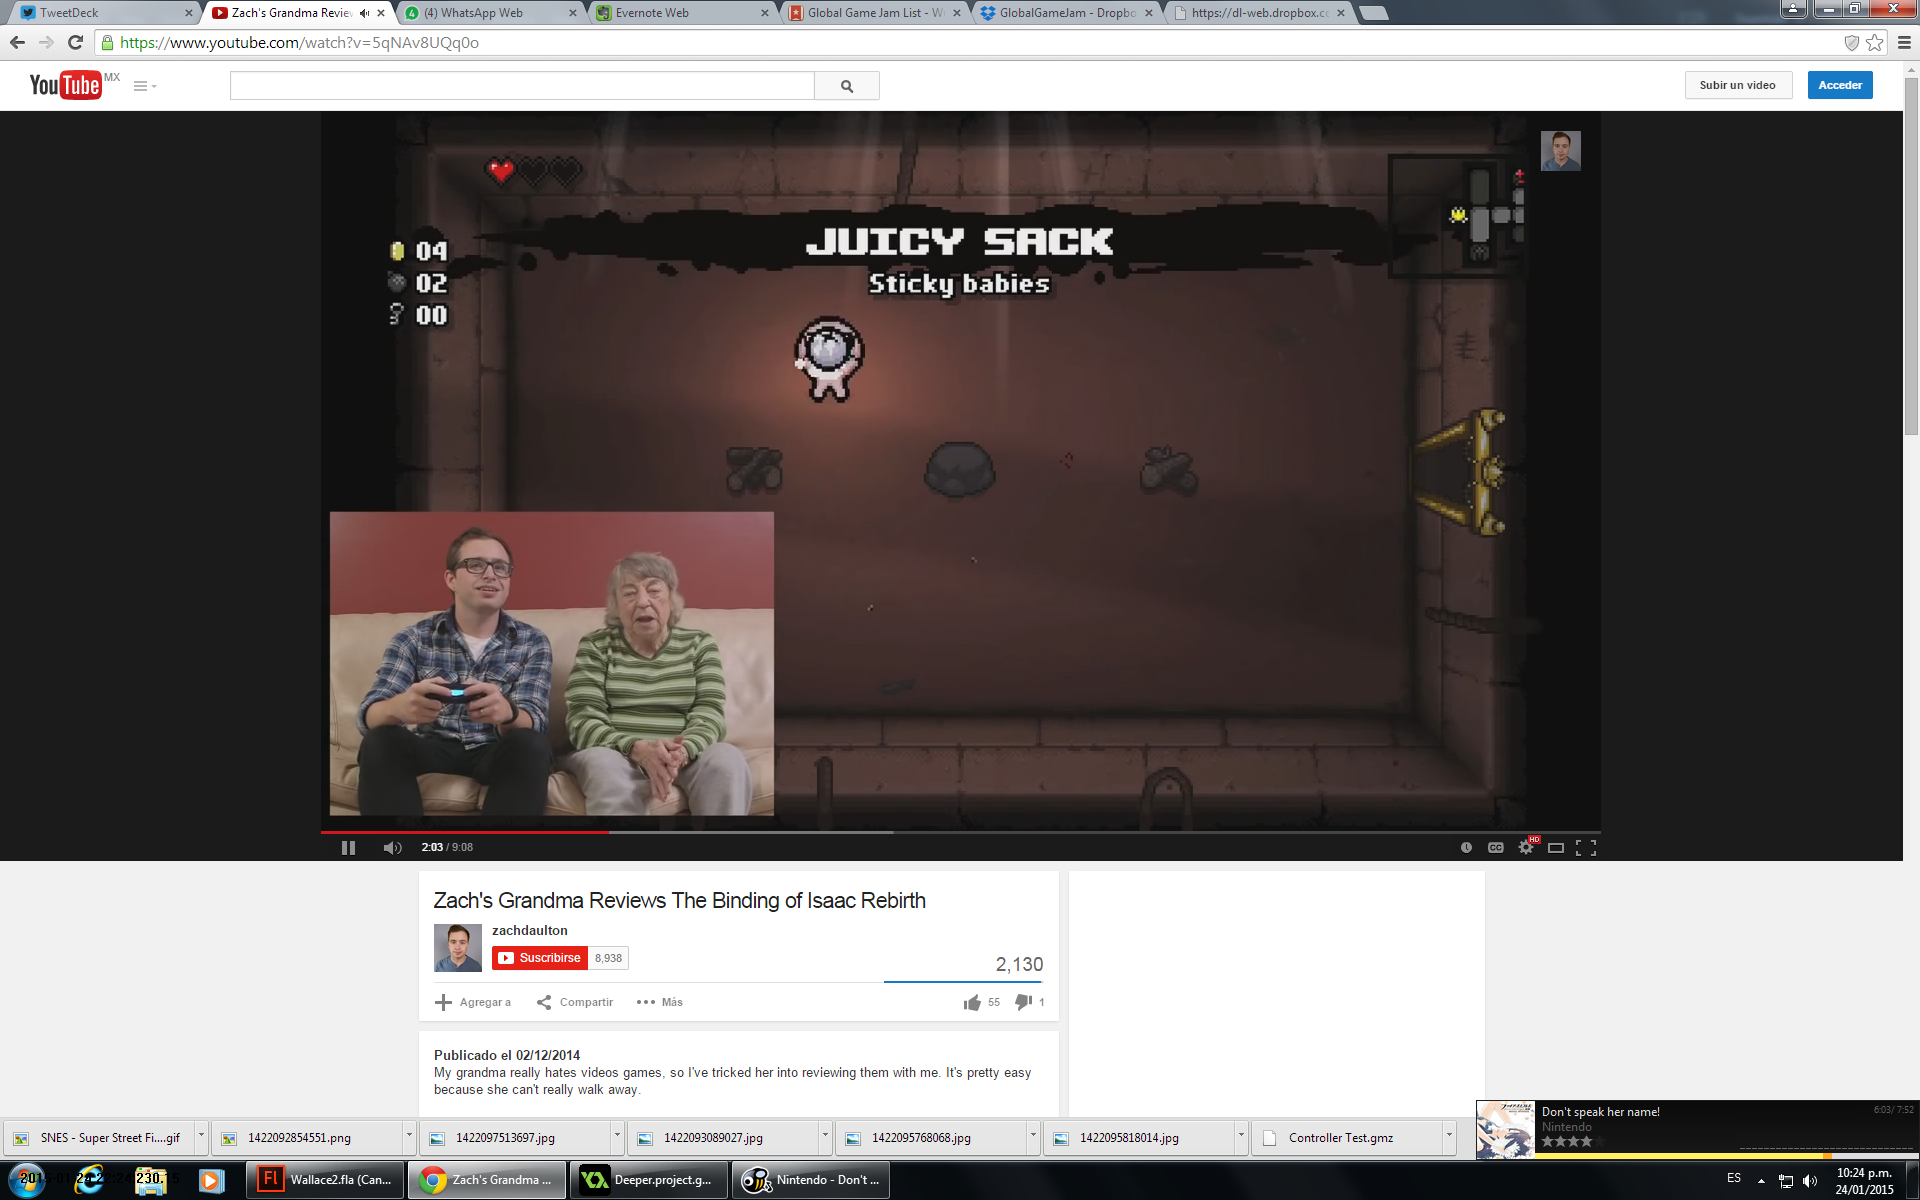 TweetDeck
Zach's Grandma Review
(4) WhatsApp Web
Evernote Web
Global Game Jam List - W
GlobalGameJam - Dropbo
https://dl-web.dropbox.c
https://www.youtube.com/watch?v=5qNAv8UQq0o
YouTube MX
Subir un video
Acceder
JUICY SACK
Sticky babies
04
02
00
2:03 / 9:08
CC
HD
Zach's Grandma Reviews The Binding of Isaac Rebirth
zachdaulton
Suscribirse 8,938
2,130
Agregar a
Compartir
Más
55
1
Publicado el 02/12/2014
My grandma really hates videos games, so I've tricked her into reviewing them with me. It's pretty easy
because she can't really walk away.
SNES - Super Street Fi....gif
1422092854551.png
1422097513697.jpg
1422093089027.jpg
1422095768068.jpg
1422095818014.jpg
Controller Test.gmz
Don't speak her name!
6:03/ 7:52
Nintendo
Fl
Wallace2.fla (Can...
Zach's Grandma ...
Deeper.project.g...
Nintendo - Don't ...
ES
10:24 p.m.
24/01/2015